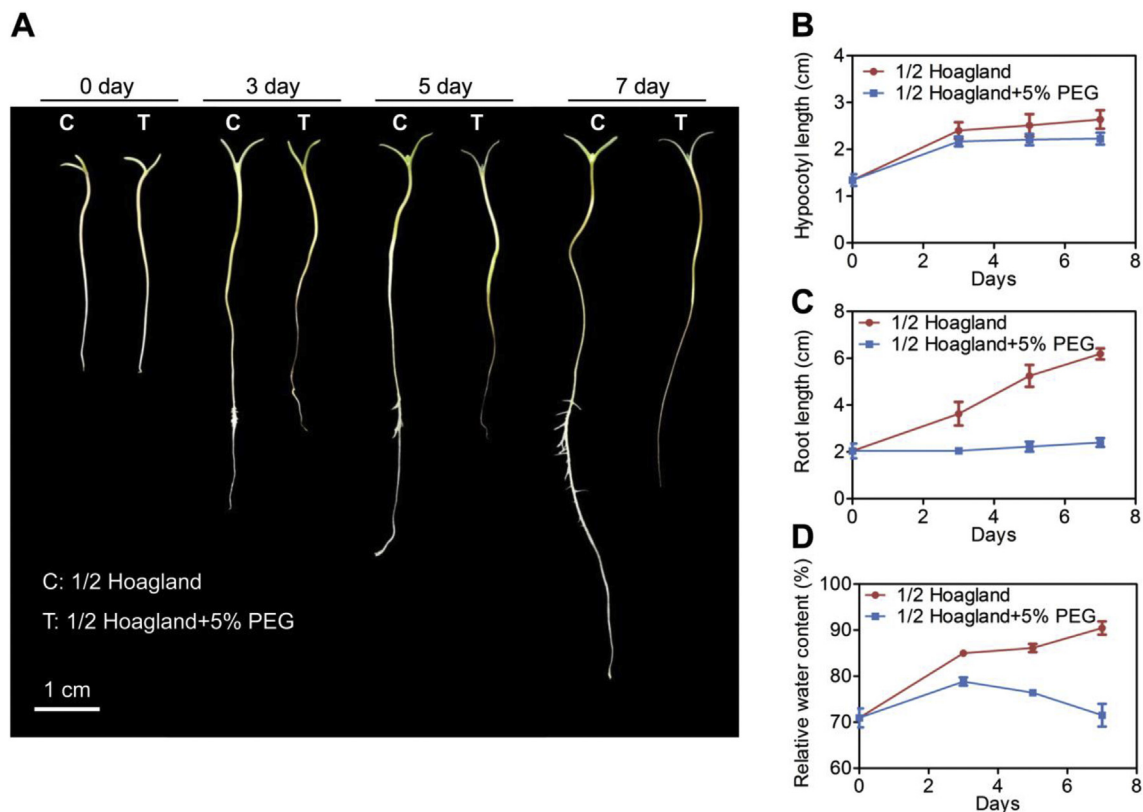 A
0 day 3 day 5 day 7 day
C T C T C T C T
C: 1/2 Hoagland
T: 1/2 Hoagland+5% PEG
1 cm
B
Hypocotyl length (cm)
4
3
2
1
0
1/2 Hoagland
1/2 Hoagland+5% PEG
0 2 4 6 8
Days
C
Root length (cm)
8
6
4
2
0
1/2 Hoagland
1/2 Hoagland+5% PEG
0 2 4 6 8
Days
D
Relative water content (%)
100
90
80
70
60
1/2 Hoagland
1/2 Hoagland+5% PEG
0 2 4 6 8
Days